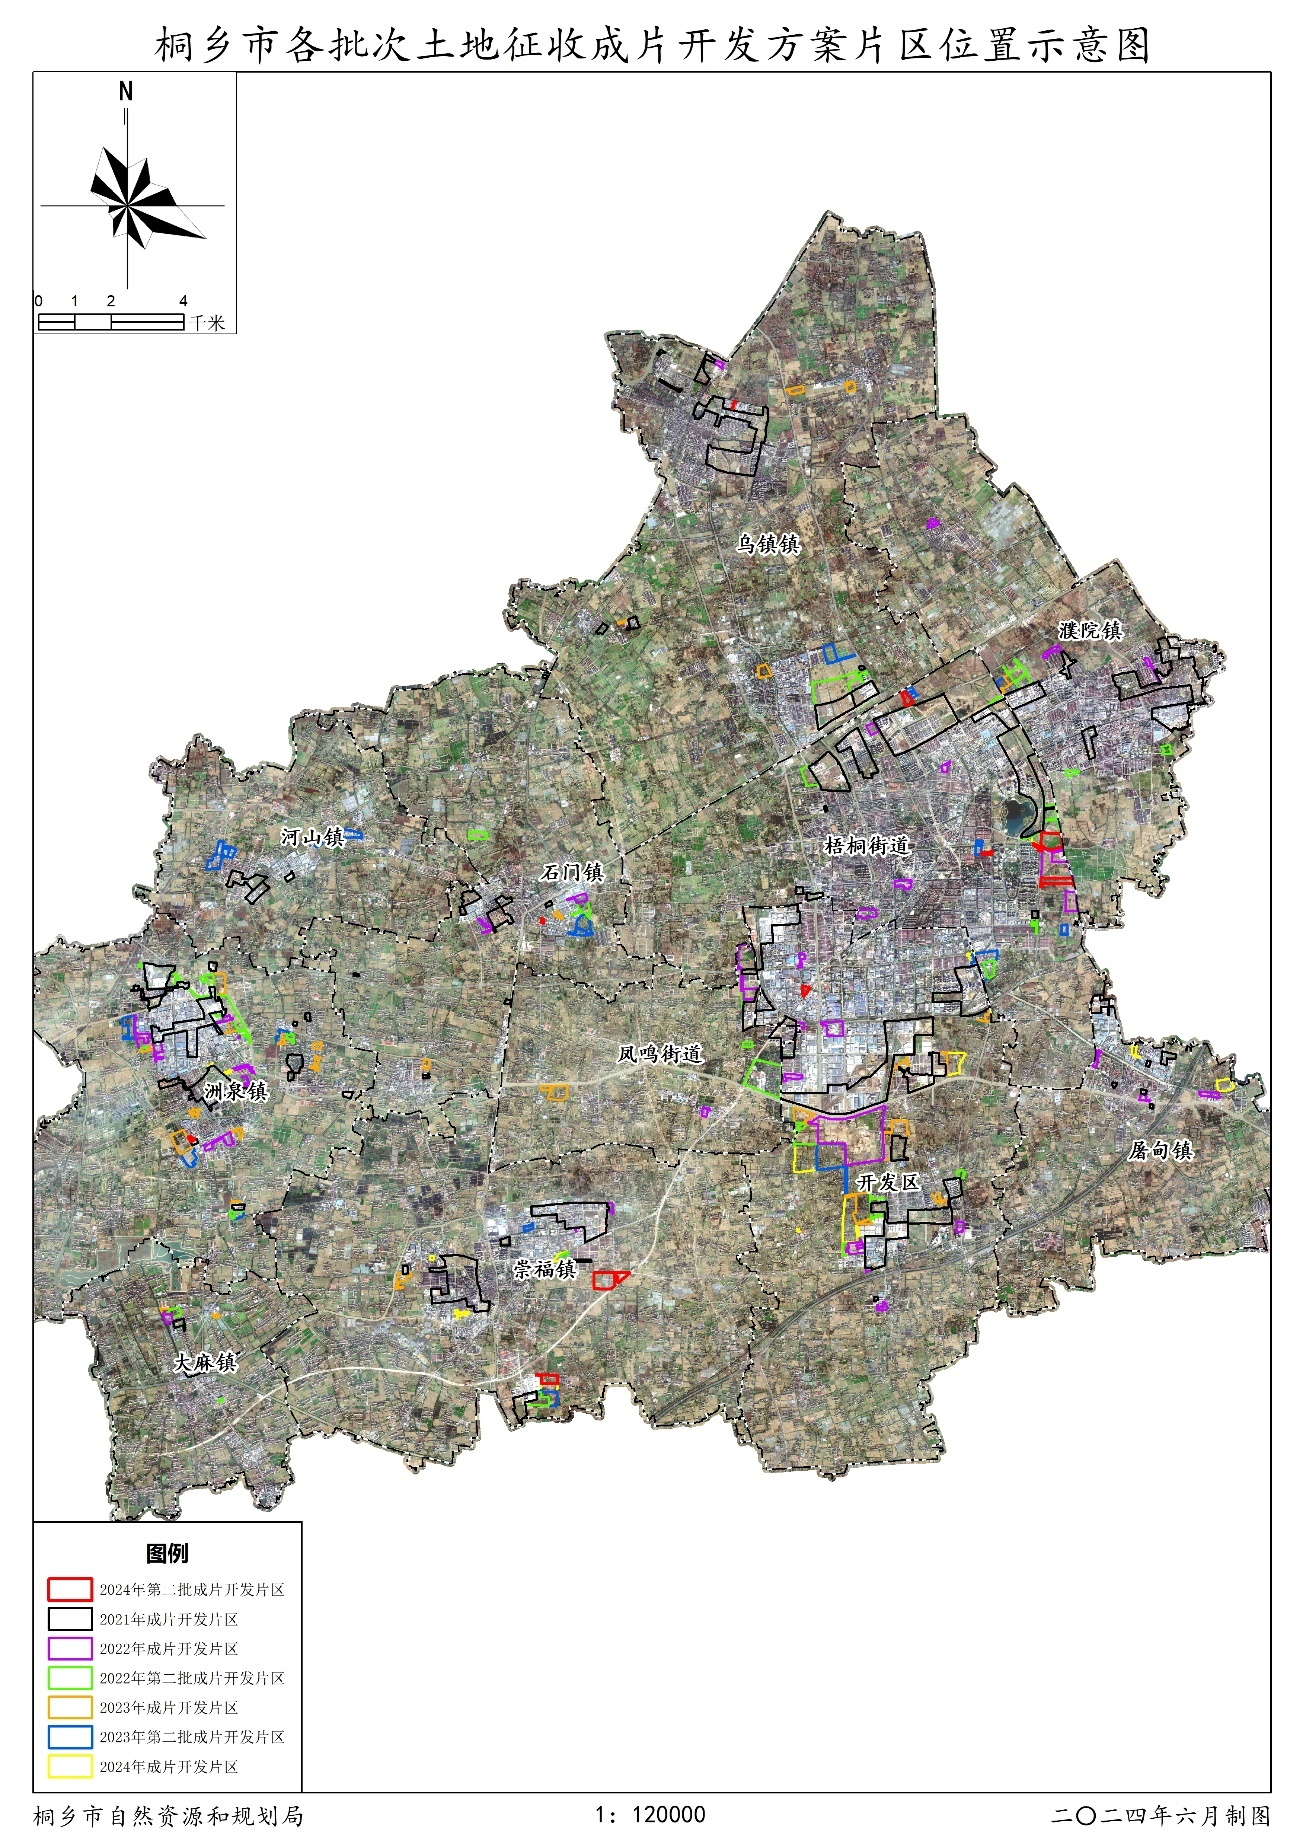 桐乡市各批次土地征收成片开发方案片区位置示意图
N
0 1 2 4
千米
乌镇镇
濮院镇
河山镇
梧桐街道
石门镇
凤鸣街道
洲泉镇
屠甸镇
开发区
崇福镇
大麻镇
图例
2024年第二批成片开发片区
2021年成片开发片区
2022年成片开发片区
2022年第二批成片开发片区
2023年成片开发片区
2023年第二批成片开发片区
2024年成片开发片区
桐乡市自然资源和规划局
1: 120000
二〇二四年六月制图